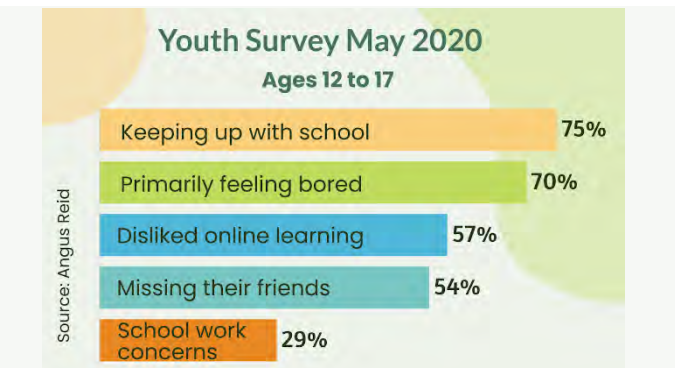 Youth Survey May 2020
Ages 12 to 17
Keeping up with school 75%
Primarily feeling bored 70%
Disliked online learning 57%
Missing their friends 54%
School work
concerns 29%
Source: Angus Reid